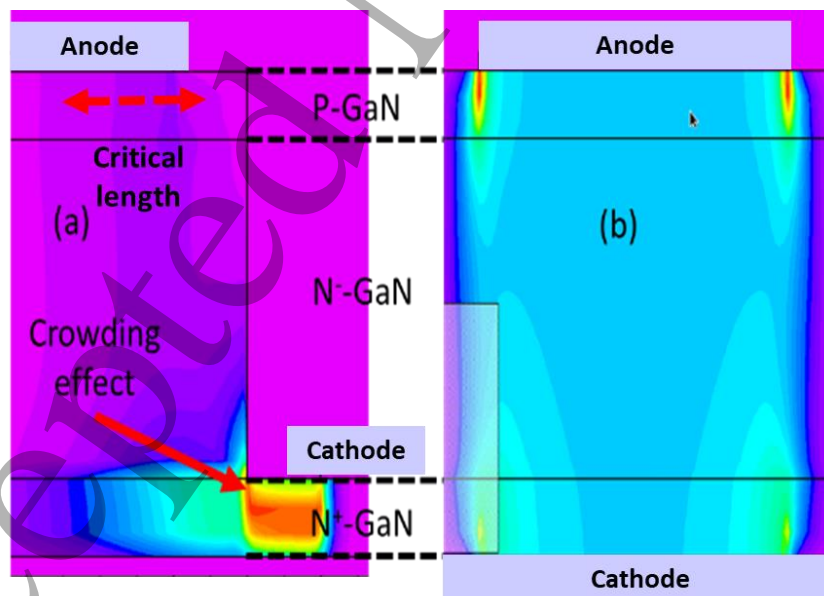 Anode
Anode
P-GaN
Critical
length
(a)
(b)
N⁻-GaN
Crowding
effect
Cathode
N⁺-GaN
Cathode